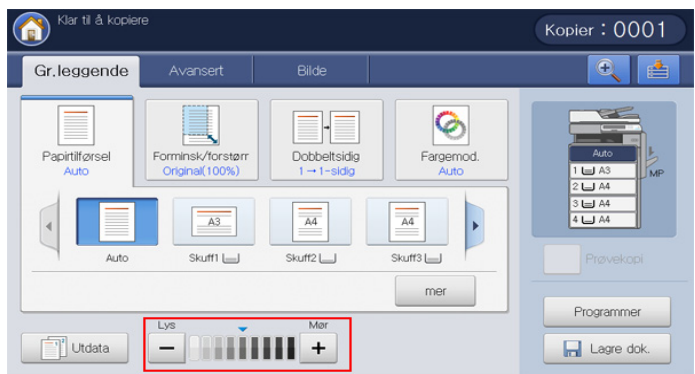 Klar til å kopiere
Kopier : 0001
Gr.leggende
Avansert
Bilde
Papirtilførsel
Auto
Forminsk/forstørr
Original(100%)
Dobbeltsidig
1→1-sidig
Fargemod.
Auto
Auto
A3
Skuff1
A4
Skuff2
A4
Skuff3
mer
Utdata
Lys
Mør
− +
Auto
1 A3
2 A4
3 A4
4 A4
MP
Prøvekopi
Programmer
Lagre dok.